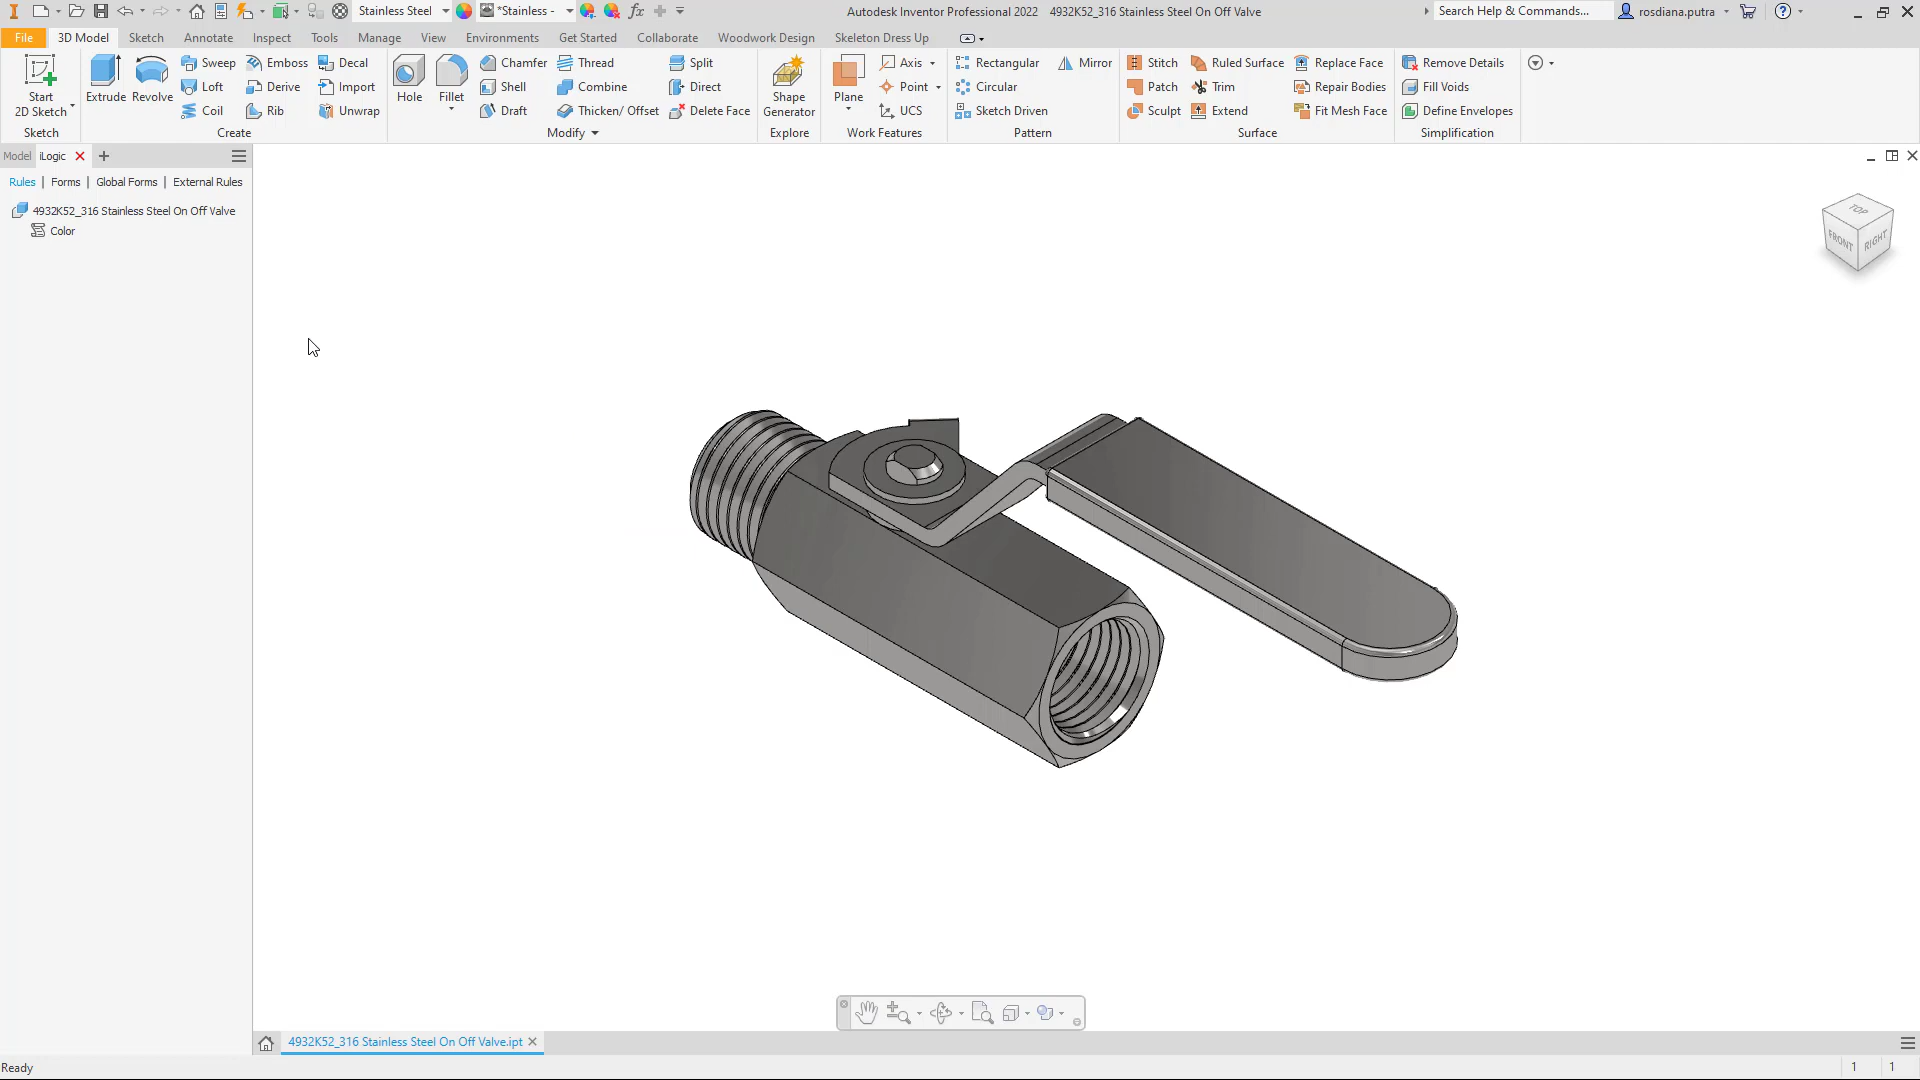 Stainless Steel
*Stainless -
Autodesk Inventor Professional 2022 4932K52_316 Stainless Steel On Off Valve
Search Help & Commands...
rosdiana.putra
File
3D Model
Sketch
Annotate
Inspect
Tools
Manage
View
Environments
Get Started
Collaborate
Woodwork Design
Skeleton Dress Up
Start
2D Sketch
Sketch
Extrude
Revolve
Sweep
Loft
Coil
Emboss
Derive
Rib
Decal
Import
Unwrap
Create
Hole
Fillet
Chamfer
Shell
Draft
Thread
Combine
Thicken/ Offset
Split
Direct
Delete Face
Modify
Shape
Generator
Explore
Plane
Axis
Point
UCS
Work Features
Rectangular
Circular
Sketch Driven
Mirror
Pattern
Stitch
Patch
Sculpt
Ruled Surface
Trim
Extend
Replace Face
Repair Bodies
Fit Mesh Face
Surface
Remove Details
Fill Voids
Define Envelopes
Simplification
Model
iLogic
Rules | Forms | Global Forms | External Rules
4932K52_316 Stainless Steel On Off Valve
Color
TOP
FRONT
RIGHT
4932K52_316 Stainless Steel On Off Valve.ipt
Ready
1 1